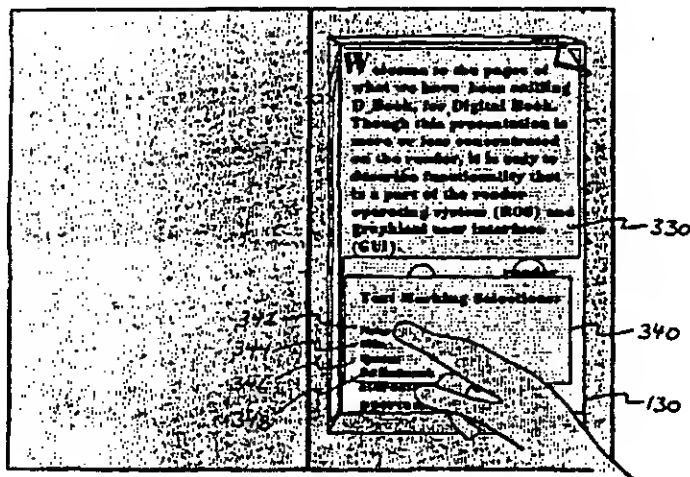 Welcome to the pages of
what we have been calling
D_Book, for Digital Book.
Though this presentation is
more or less concentrated
on the reader, it is only to
describe functionality that
is a part of the reader
operating system (ROS) and
graphical user interface
(GUI).
330
Text Marking Selections:
342
344
346
348
340
130